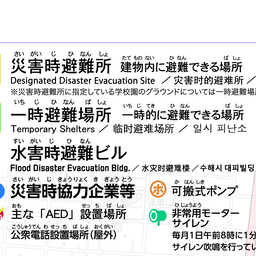 さいがいじひなんじょ たてものない ひなん ばしょ
災害時避難所 建物内に避難できる場所
Designated Disaster Evacuation Site ／ 灾害时的避难所 ／
※災害時避難所に指定している学校園のグラウンドについては一時避難
いちじひなんばしょ いちじてき ひなん ばしょ
一時避難場所 一時的に避難できる場所
Temporary Shelters ／ 临时避难场所 ／ 일시 피난소
すいがいじひなん
水害時避難ビル
Flood Disaster Evacuation Bldg. ／ 水灾时避难楼 ／ 수해시 대피빌딩
さいがいじきょうりょくきぎょうとう
災害時協力企業等
おも せっちばしょ
主な「AED」設置場所
こうしゅうでんわせっちばしょ おくがい
公衆電話設置場所（屋外）
ホ
かはんしき
可搬式ポンプ
ひじょうよう
非常用モーター
サイレン
毎月1日午前8時に1分
サイレン吹鳴を行ってい